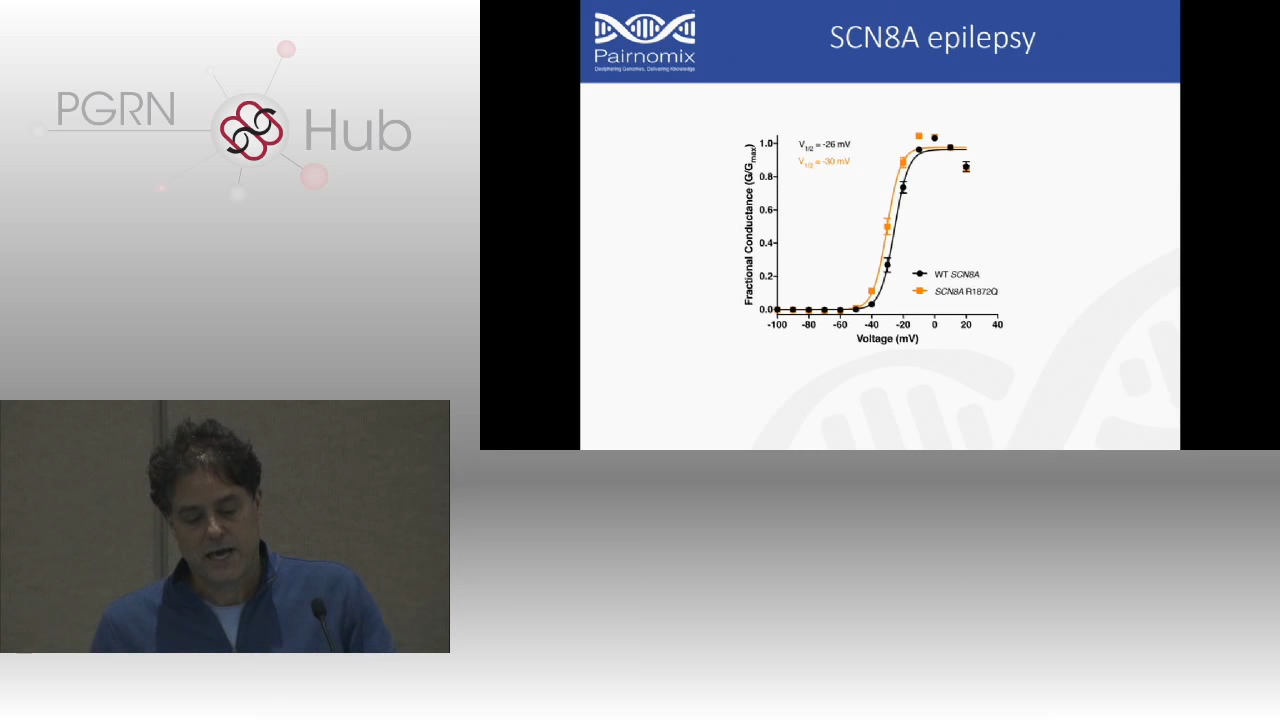 PGRN Hub
Pairnomix
Deciphering Genomes, Delivering Knowledge
SCN8A epilepsy
V1/2 = -26 mV
V1/2 = -30 mV
Fractional Conductance (G/Gmax)
1.0
0.8
0.6
0.4
0.2
0.0
WT SCN8A
SCN8A R1872Q
-100 -80 -60 -40 -20 0 20 40
Voltage (mV)